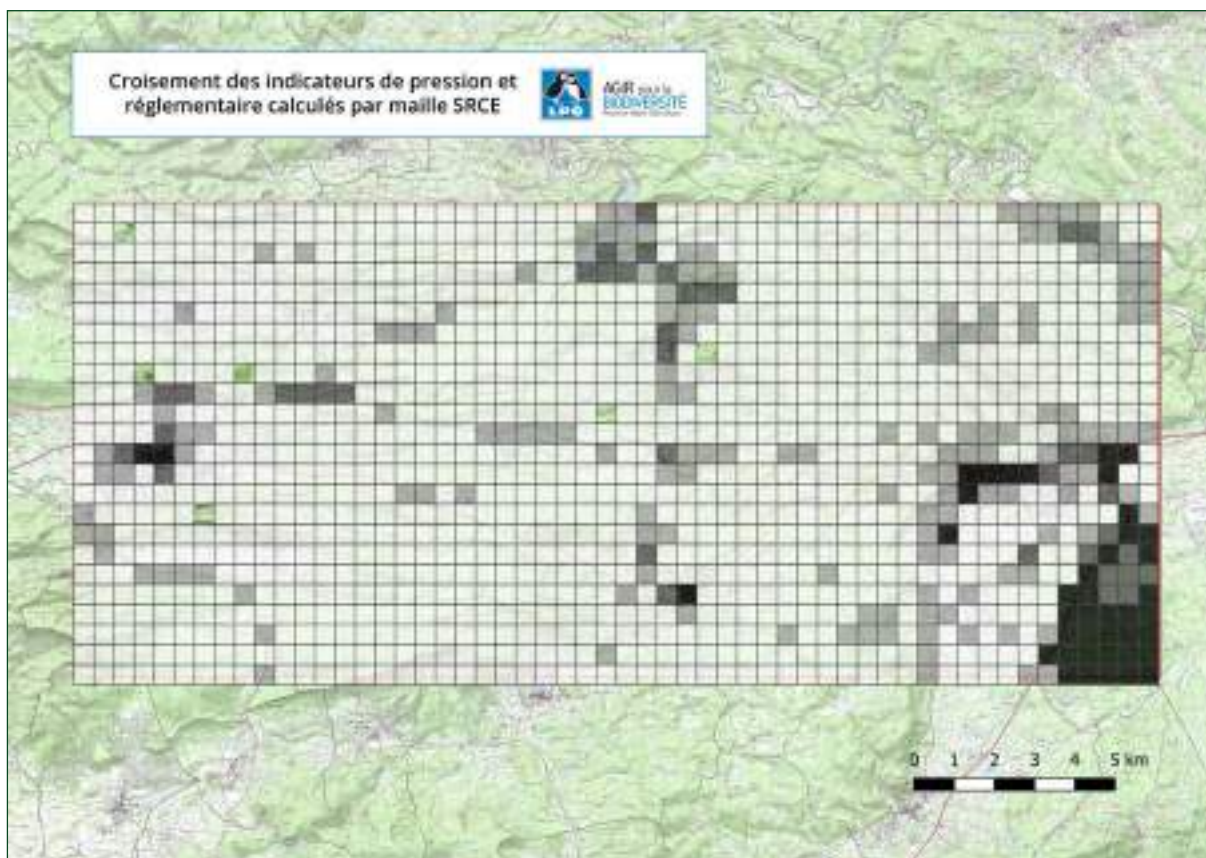 Croisement des indicateurs de pression et
réglementaire calculés par maille SRCE
LPO
AGIR pour la
BIODIVERSITÉ
0 1 2 3 4 5 km